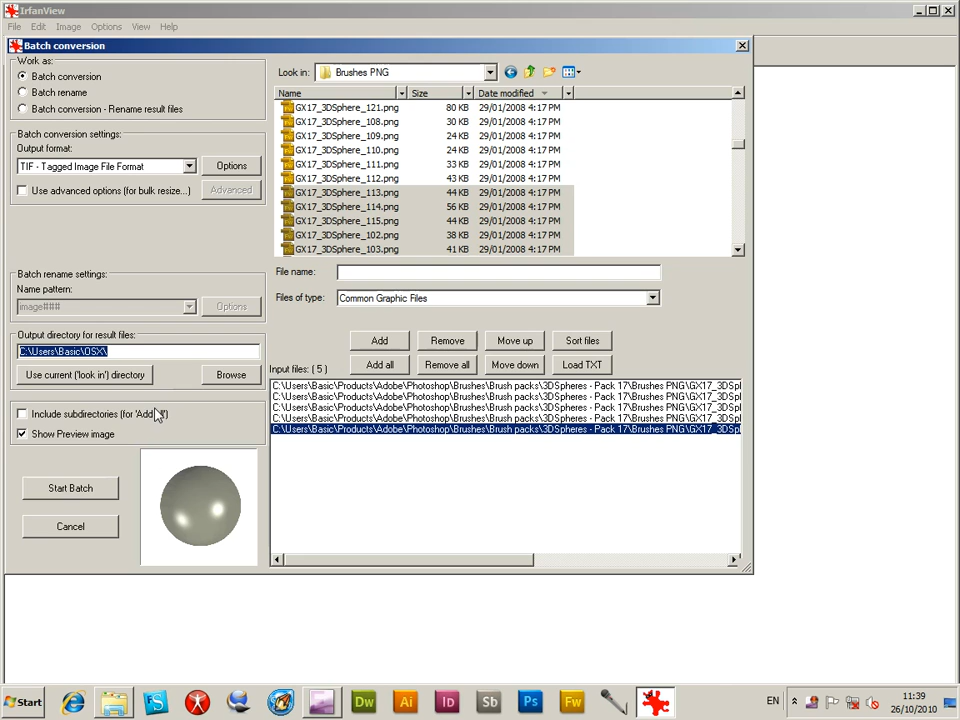 IrfanView
File Edit Image Options View Help
Batch conversion
Work as:
Batch conversion
Batch rename
Batch conversion - Rename result files
Batch conversion settings:
Output format:
TIF - Tagged Image File Format
Options
Use advanced options (for bulk resize...)
Advanced
Batch rename settings:
Name pattern:
image###
Options
Output directory for result files:
C:\Users\Basic\OSX\
Use current ('look in') directory
Browse
Include subdirectories (for 'Add
Show Preview image
Start Batch
Cancel
Look in:
Brushes PNG
Name Size Date modified
GX17_3DSphere_121.png 80 KB 29/01/2008 4:17 PM
GX17_3DSphere_108.png 30 KB 29/01/2008 4:17 PM
GX17_3DSphere_109.png 24 KB 29/01/2008 4:17 PM
GX17_3DSphere_110.png 24 KB 29/01/2008 4:17 PM
GX17_3DSphere_111.png 33 KB 29/01/2008 4:17 PM
GX17_3DSphere_112.png 43 KB 29/01/2008 4:17 PM
GX17_3DSphere_113.png 44 KB 29/01/2008 4:17 PM
GX17_3DSphere_114.png 56 KB 29/01/2008 4:17 PM
GX17_3DSphere_115.png 44 KB 29/01/2008 4:17 PM
GX17_3DSphere_102.png 38 KB 29/01/2008 4:17 PM
GX17_3DSphere_103.png 41 KB 29/01/2008 4:17 PM
File name:
Files of type:
Common Graphic Files
Add Remove Move up Sort files
Add all Remove all Move down Load TXT
Input files: ( 5 )
C:\Users\Basic\Products\Adobe\Photoshop\Brushes\Brush packs\3DSpheres - Pack 17\Brushes PNG\GX17_3DSpl
C:\Users\Basic\Products\Adobe\Photoshop\Brushes\Brush packs\3DSpheres - Pack 17\Brushes PNG\GX17_3DSpl
C:\Users\Basic\Products\Adobe\Photoshop\Brushes\Brush packs\3DSpheres - Pack 17\Brushes PNG\GX17_3DSpl
C:\Users\Basic\Products\Adobe\Photoshop\Brushes\Brush packs\3DSpheres - Pack 17\Brushes PNG\GX17_3DSpl
C:\Users\Basic\Products\Adobe\Photoshop\Brushes\Brush packs\3DSpheres - Pack 17\Brushes PNG\GX17_3DSpl
Start
FS
Dw
Ai
Id
Sb
Ps
Fw
EN
11:39
26/10/2010